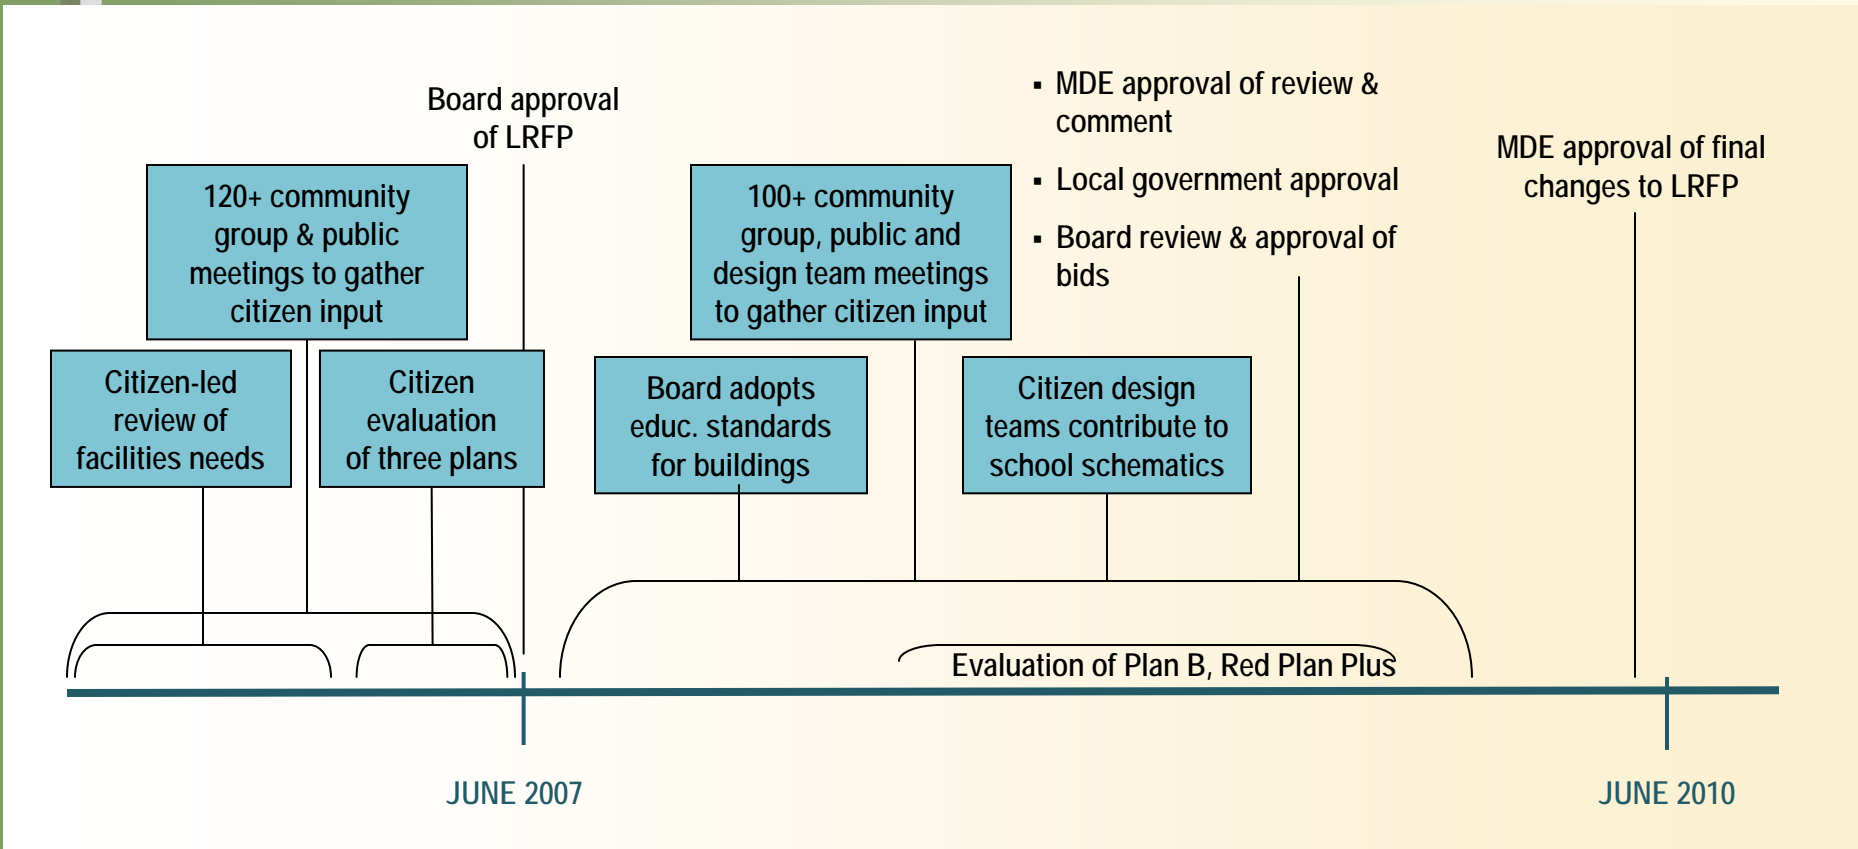 Board approval
of LRFP
120+ community
group & public
meetings to gather
citizen input
Citizen-led
review of
facilities needs
Citizen
evaluation
of three plans
100+ community
group, public and
design team meetings
to gather citizen input
Board adopts
educ. standards
for buildings
Citizen design
teams contribute to
school schematics
▪ MDE approval of review &
comment
▪ Local government approval
▪ Board review & approval of
bids
MDE approval of final
changes to LRFP
Evaluation of Plan B, Red Plan Plus
JUNE 2007
JUNE 2010